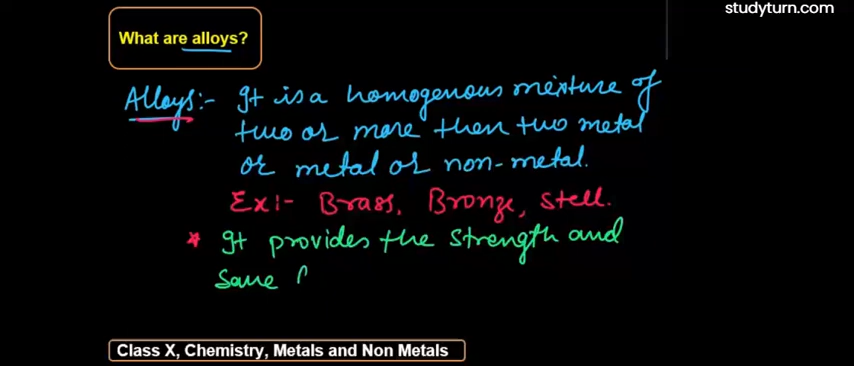 studyturn.com
What are alloys?
Alloys:- It is a homogenous mixture of
two or more then two metal
or metal or non-metal.
Ex:- Brass, Bronze, Stell.
* It provides the strength and
Save
Class X, Chemistry, Metals and Non Metals